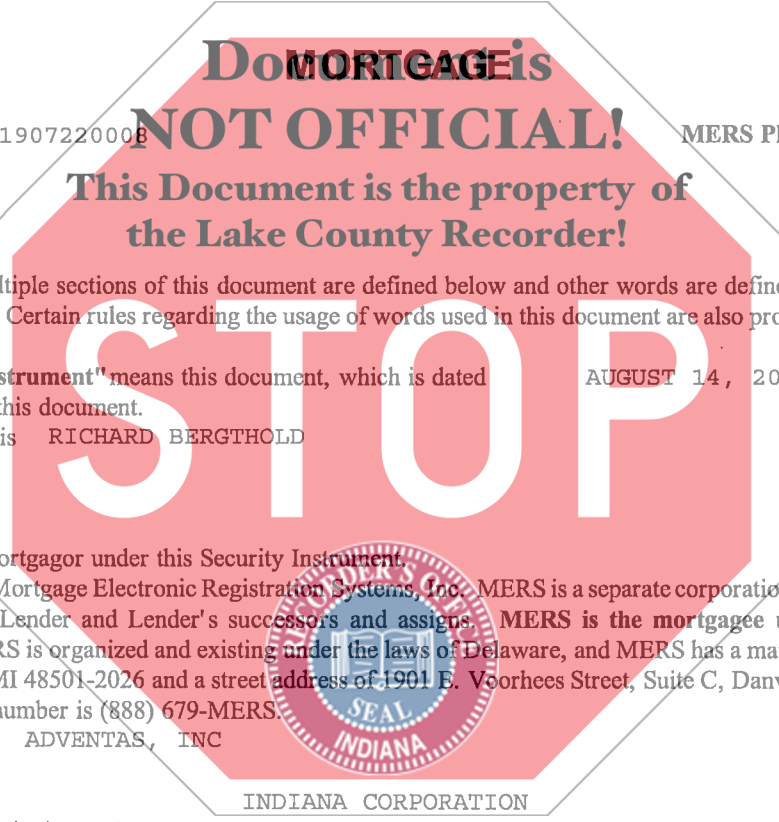 Document is
MORTGAGE
NOT OFFICIAL!
1907220008
MERS P
This Document is the property of
the Lake County Recorder!
ltiple sections of this document are defined below and other words are define
Certain rules regarding the usage of words used in this document are also pro
STOP
strument" means this document, which is dated AUGUST 14, 20
this document.
is RICHARD BERGTHOLD
ortgagor under this Security Instrument.
Mortgage Electronic Registration Systems, Inc. MERS is a separate corporatio
Lender and Lender's successors and assigns. MERS is the mortgagee u
RS is organized and existing under the laws of Delaware, and MERS has a mai
MI 48501-2026 and a street address of 1901 E. Voorhees Street, Suite C, Danv
number is (888) 679-MERS.
ADVENTAS, INC
RECORDER'S OFFICE
SEAL
INDIANA
INDIANA CORPORATION